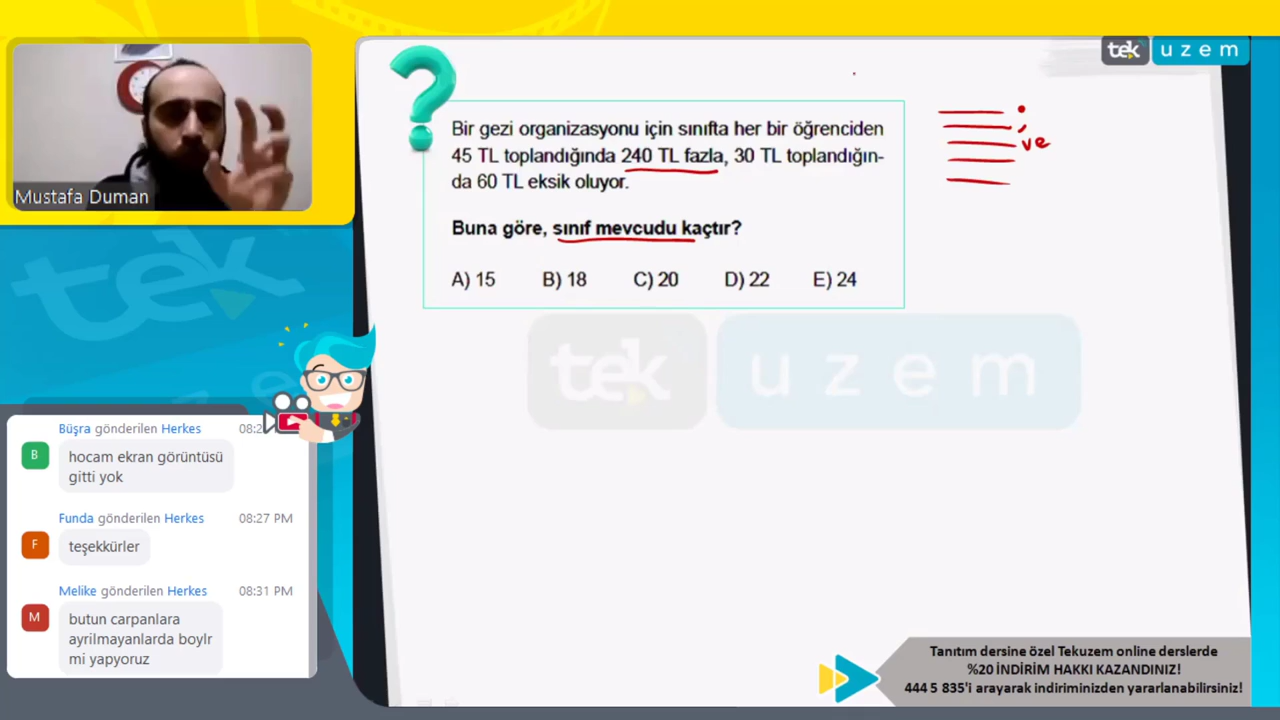 tek uzem
Mustafa Duman
Bir gezi organizasyonu için sınıfta her bir öğrenciden
45 TL toplandığında 240 TL fazla, 30 TL toplandığın-
da 60 TL eksik oluyor.
Buna göre, sınıf mevcudu kaçtır?
A) 15 B) 18 C) 20 D) 22 E) 24
. , ve
tek uzem
Büşra gönderilen Herkes 08:2
B
hocam ekran görüntüsü
gitti yok
Funda gönderilen Herkes 08:27 PM
F
teşekkürler
Melike gönderilen Herkes 08:31 PM
M
butun carpanlara
ayrilmayanlarda boylr
mi yapyoruz
Tanıtım dersine özel Tekuzem online derslerde
%20 İNDİRİM HAKKI KAZANDINIZ!
444 5 835'i arayarak indiriminizden yararlanabilirsiniz!